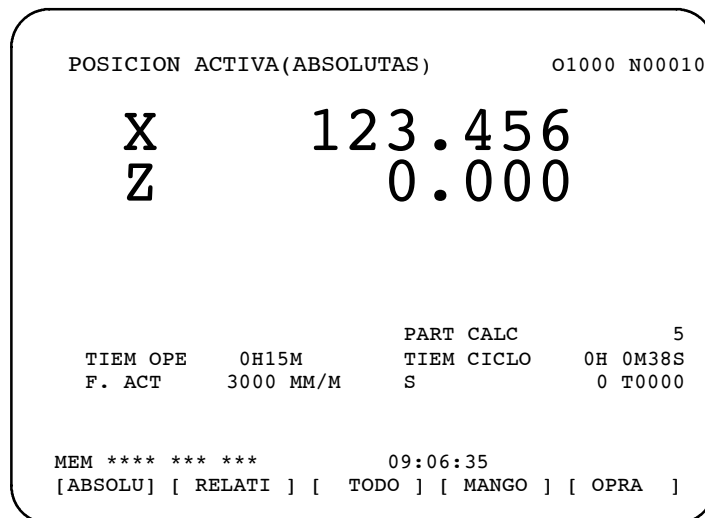 POSICION ACTIVA(ABSOLUTAS) O1000 N00010
X 123.456
Z 0.000
PART CALC 5
TIEM OPE 0H15M TIEM CICLO 0H 0M38S
F. ACT 3000 MM/M S 0 T0000
MEM **** *** *** 09:06:35
[ABSOLU] [ RELATI ] [ TODO ] [ MANGO ] [ OPRA ]